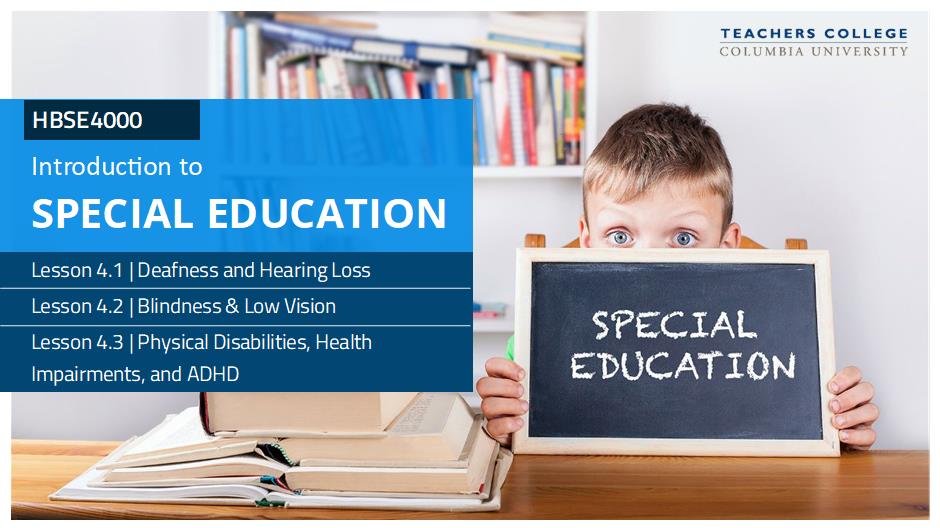 TEACHERS COLLEGE
COLUMBIA UNIVERSITY
HBSE4000
Introduction to
SPECIAL EDUCATION
Lesson 4.1 | Deafness and Hearing Loss
Lesson 4.2 | Blindness & Low Vision
Lesson 4.3 | Physical Disabilities, Health
Impairments, and ADHD
SPECIAL
EDUCATION